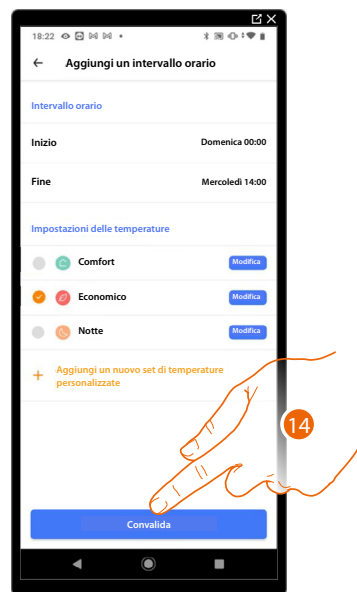 18:22
Aggiungi un intervallo orario
Intervallo orario
Inizio Domenica 00:00
Fine Mercoledì 14:00
Impostazioni delle temperature
Comfort Modifica
Economico Modifica
Notte Modifica
+ Aggiungi un nuovo set di temperature
personalizzate
14
Convalida